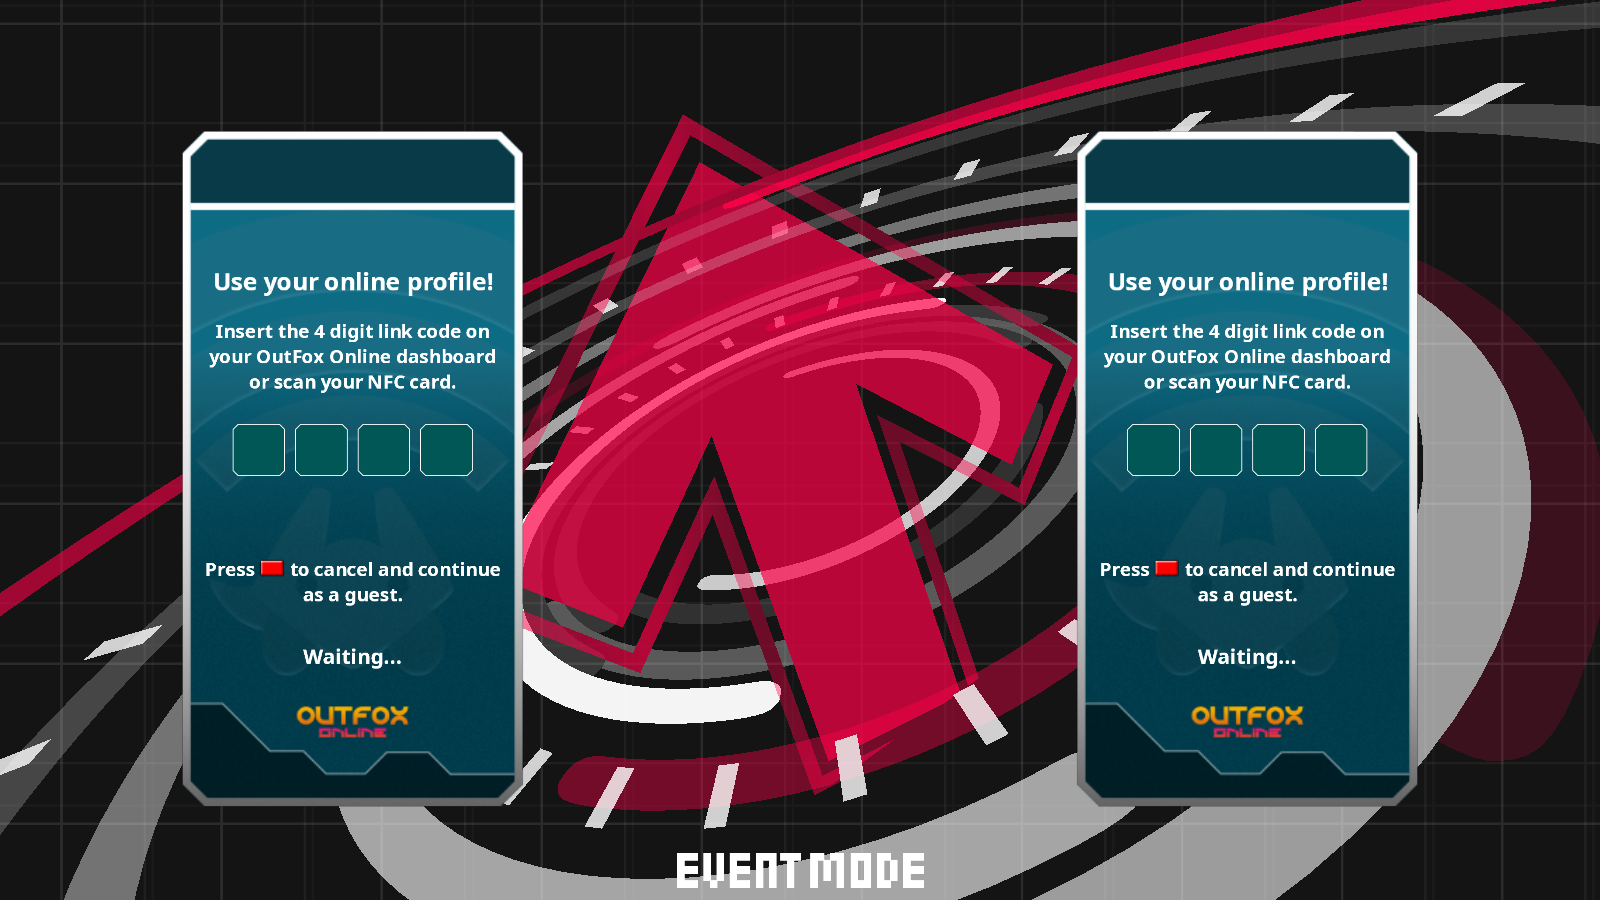 Use your online profile!
Insert the 4 digit link code on
your OutFox Online dashboard
or scan your NFC card.
Press to cancel and continue
as a guest.
Waiting...
OUTFOX
ONLINE
Use your online profile!
Insert the 4 digit link code on
your OutFox Online dashboard
or scan your NFC card.
Press to cancel and continue
as a guest.
Waiting...
OUTFOX
ONLINE
EVENT MODE